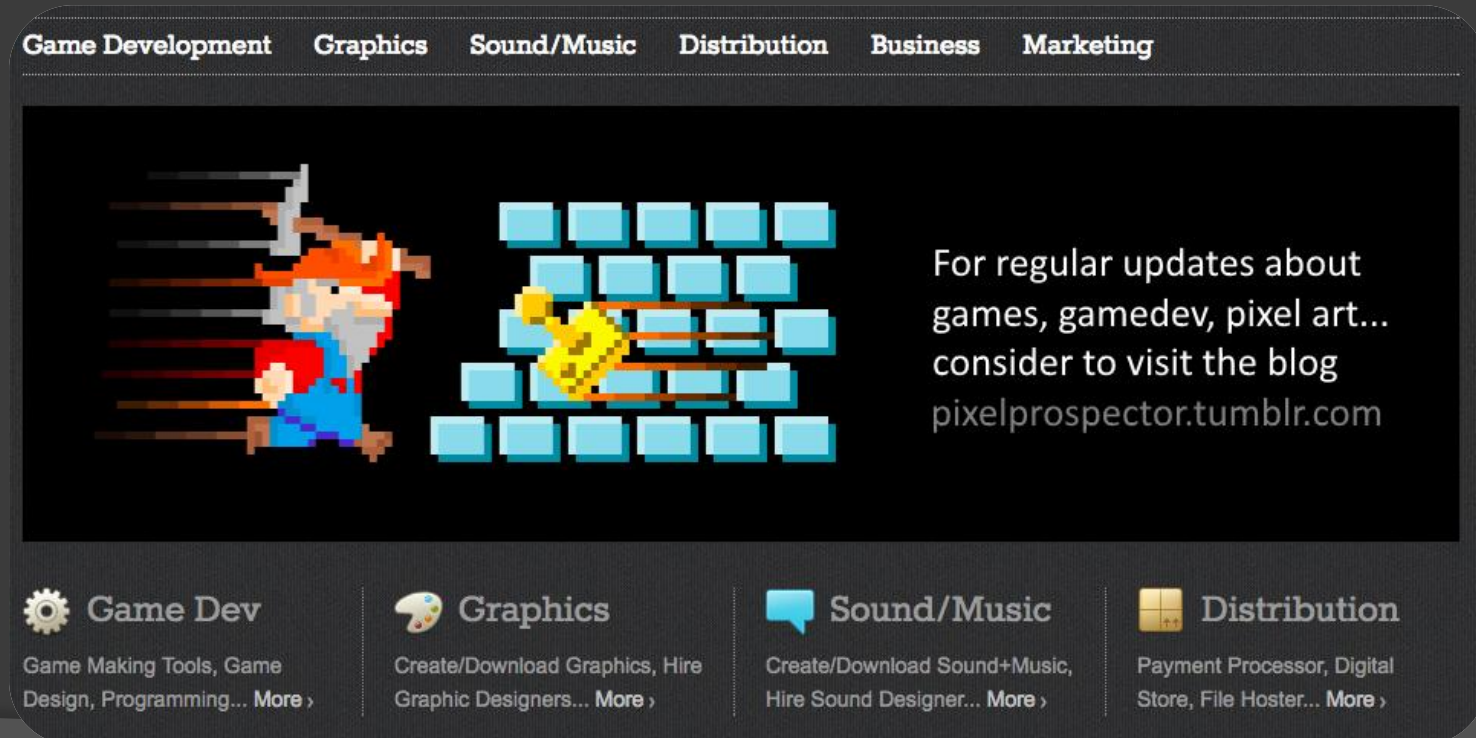 Game Development Graphics Sound/Music Distribution Business Marketing
For regular updates about
games, gamedev, pixel art...
consider to visit the blog
pixelprospector.tumblr.com
Game Dev
Game Making Tools, Game
Design, Programming... More ›
Graphics
Create/Download Graphics, Hire
Graphic Designers... More ›
Sound/Music
Create/Download Sound+Music,
Hire Sound Designer... More ›
Distribution
Payment Processor, Digital
Store, File Hoster... More ›